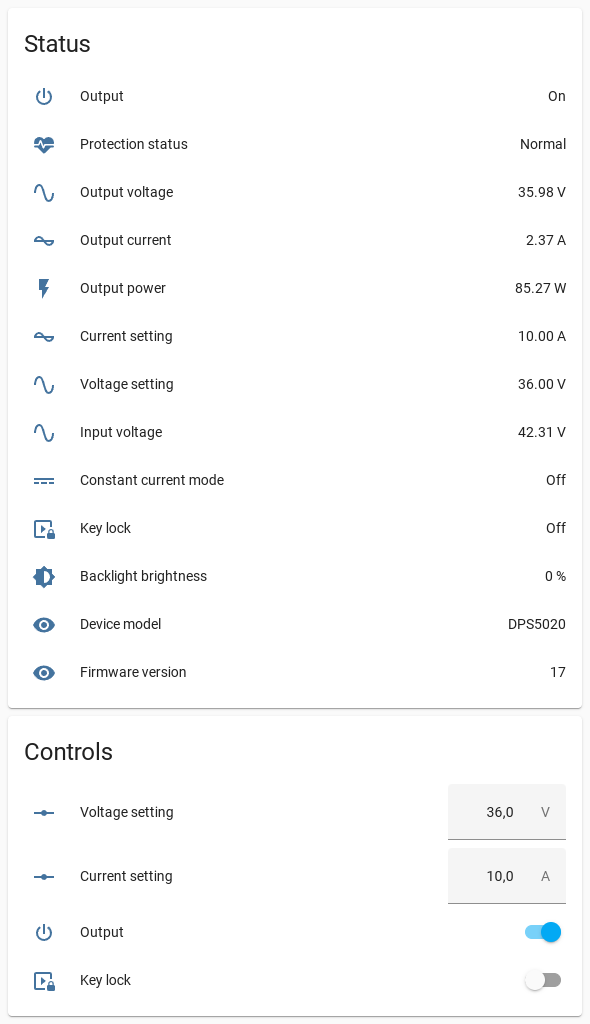 Status
Output On
Protection status Normal
Output voltage 35.98 V
Output current 2.37 A
Output power 85.27 W
Current setting 10.00 A
Voltage setting 36.00 V
Input voltage 42.31 V
Constant current mode Off
Key lock Off
Backlight brightness 0 %
Device model DPS5020
Firmware version 17
Controls
Voltage setting 36,0 V
Current setting 10,0 A
Output
Key lock